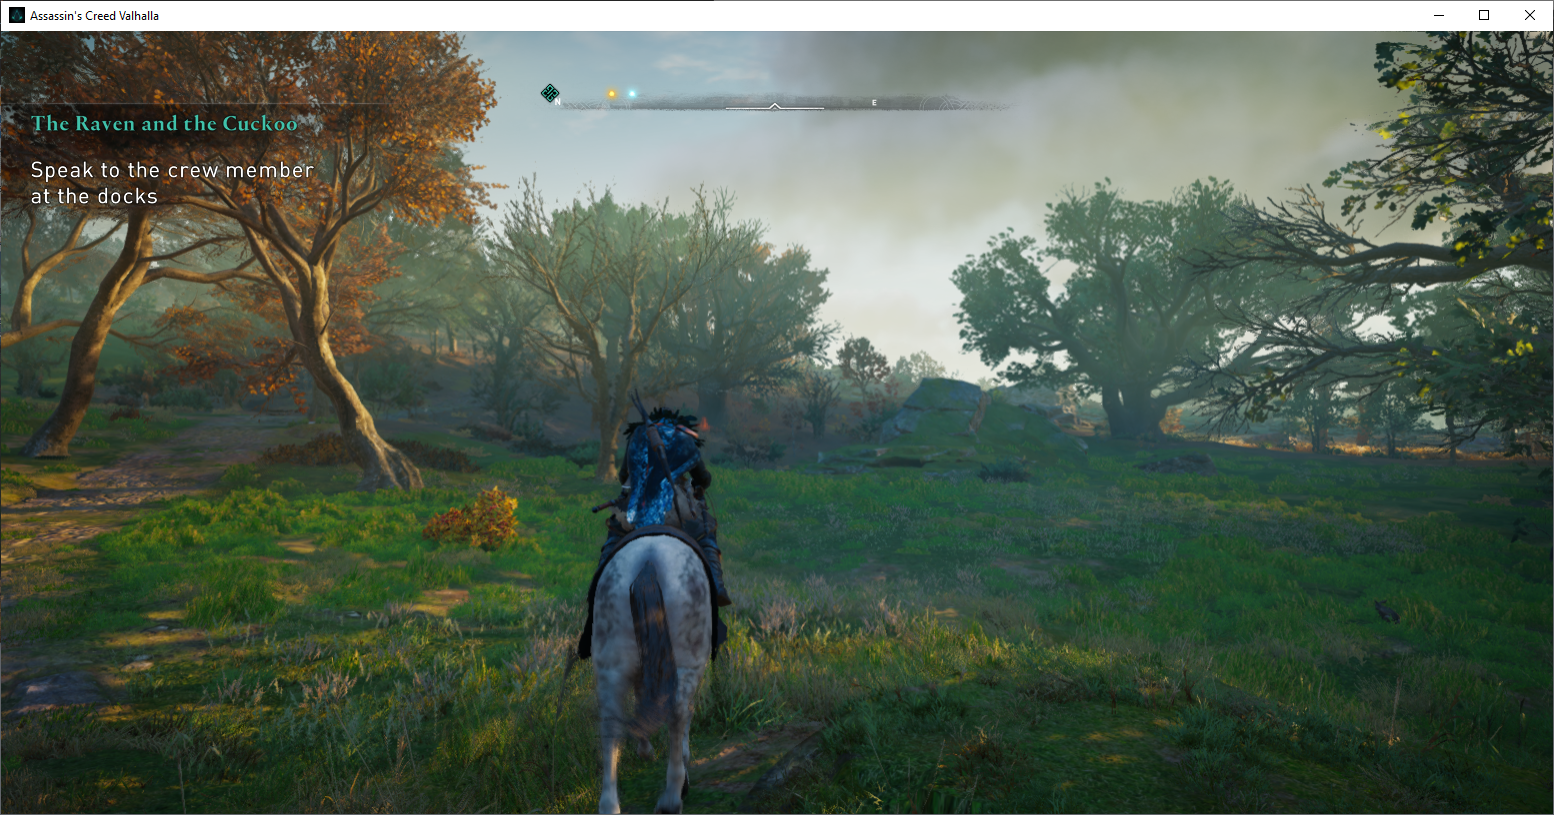 Assassin's Creed Valhalla
N
E
The Raven and the Cuckoo
Speak to the crew member
at the docks